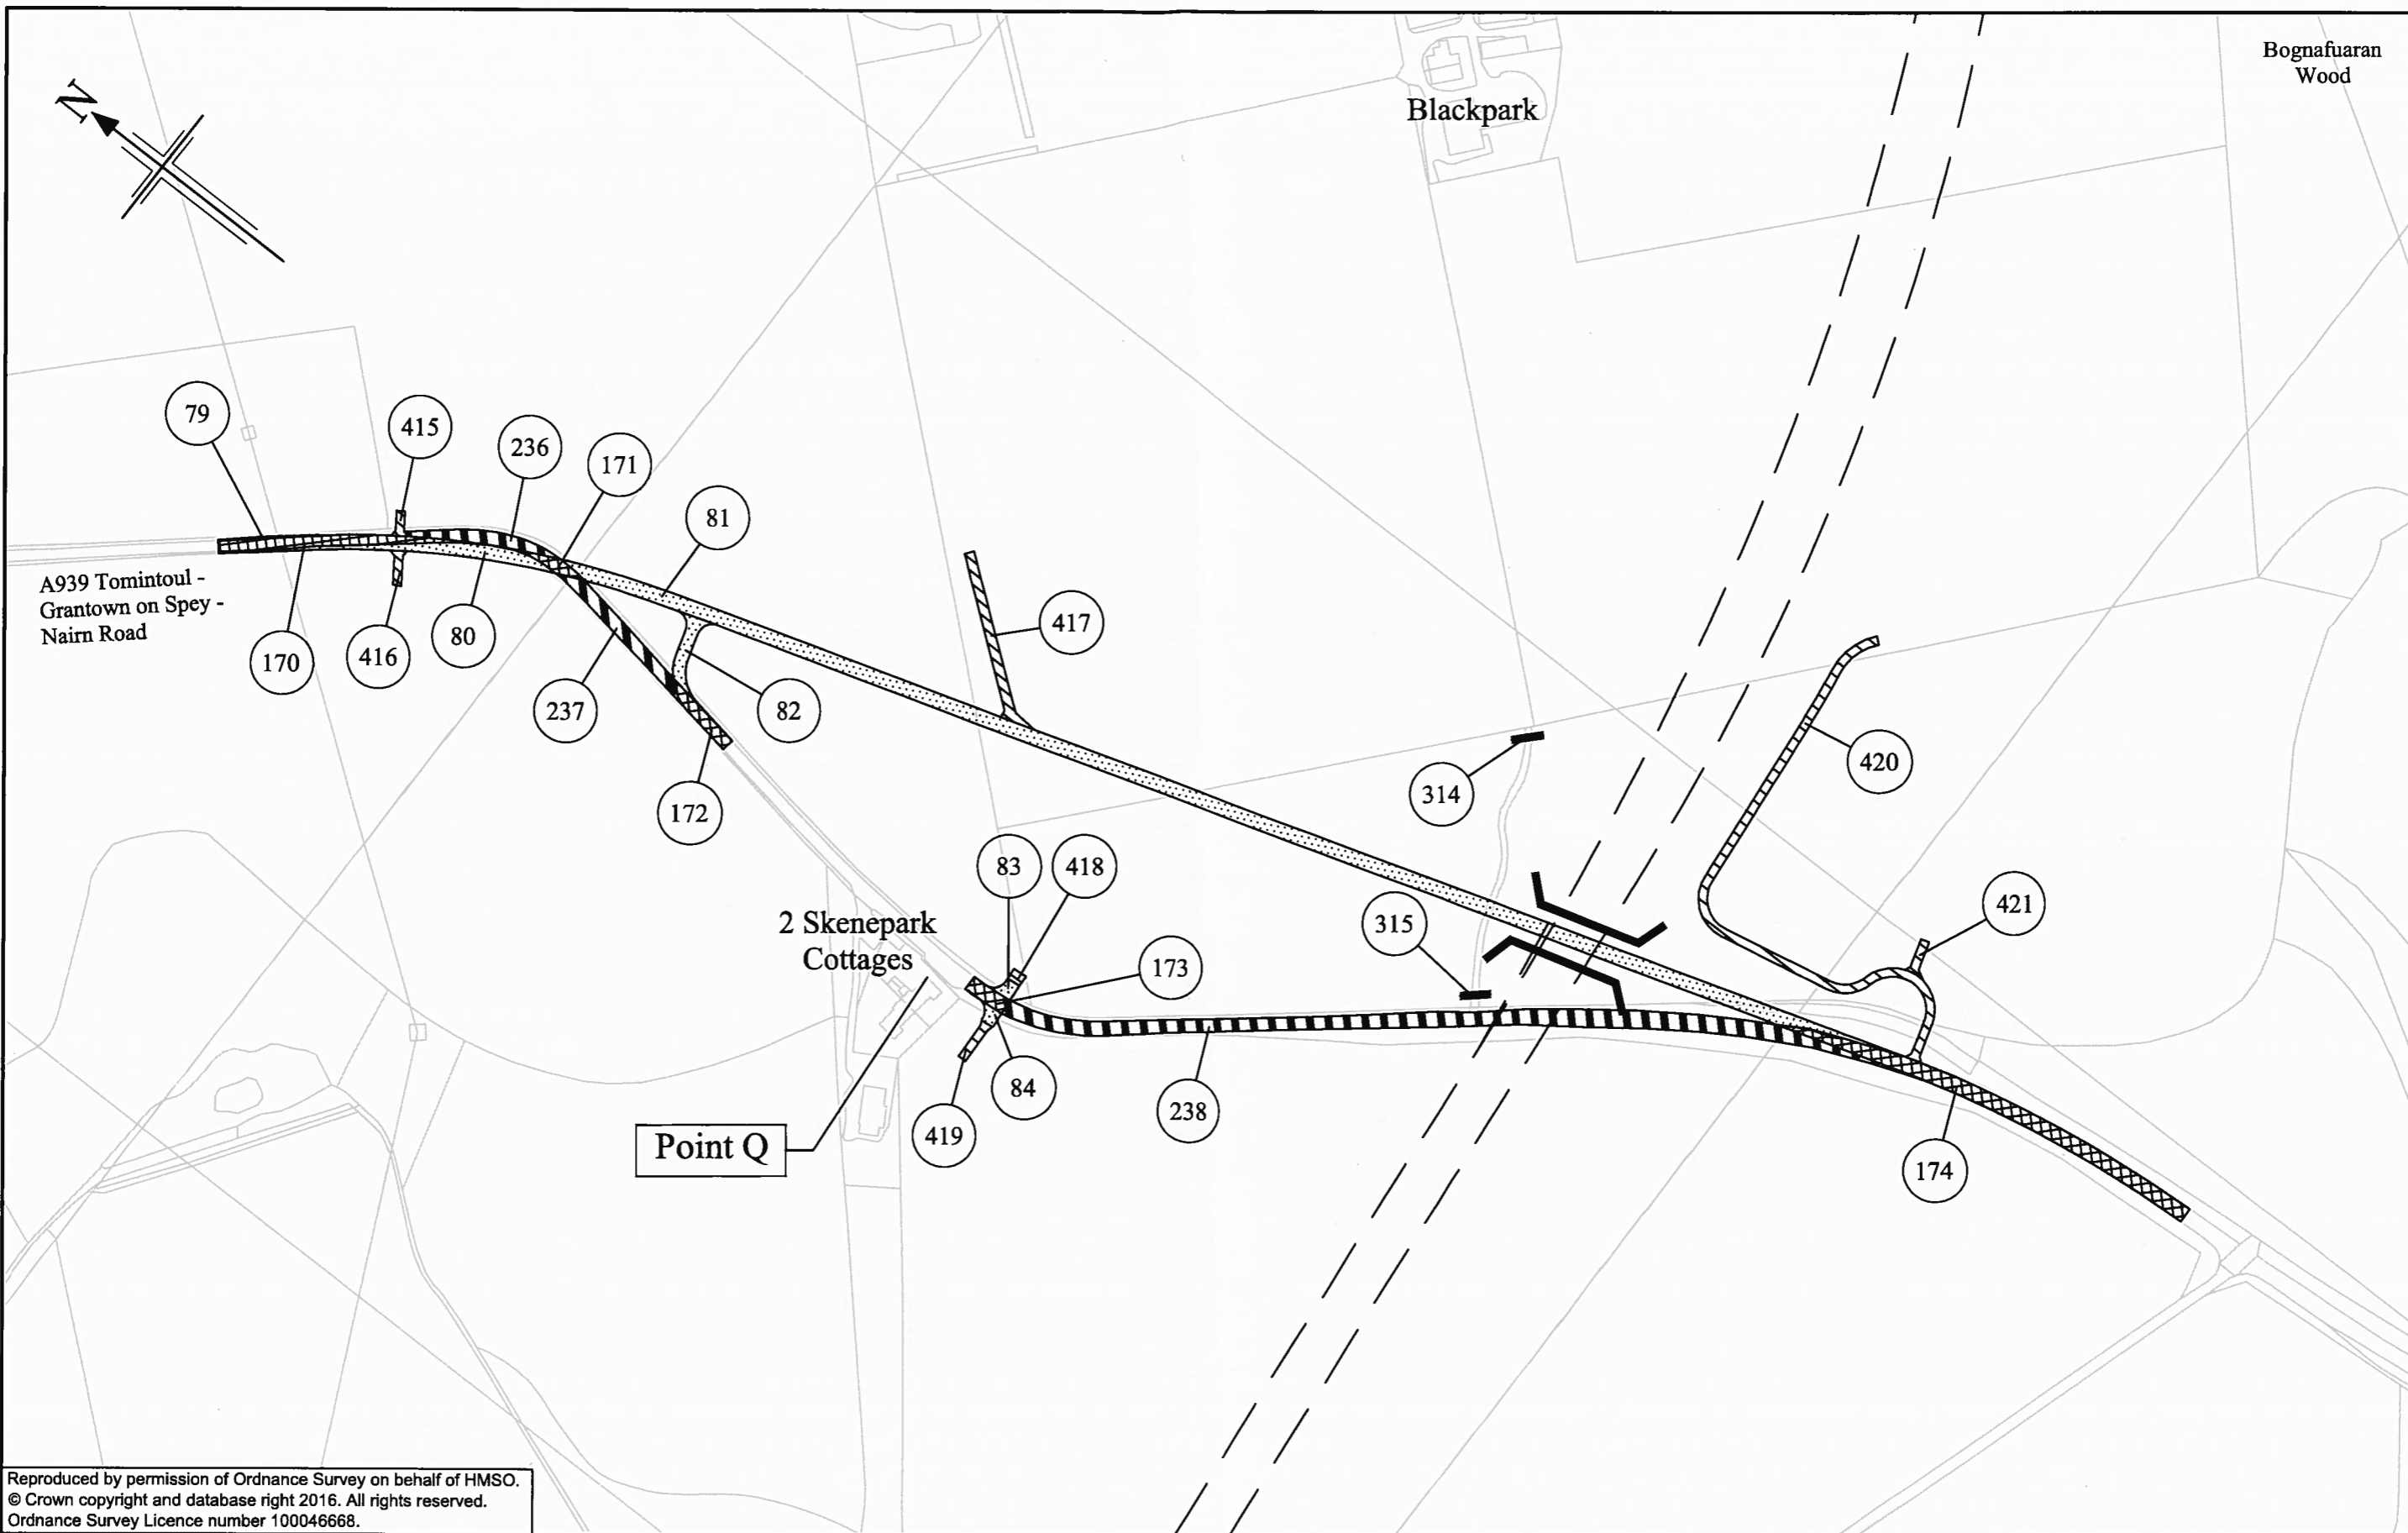 Bognafuaran
Wood
N
Blackpark
79
415
236
171
81
A939 Tomintoul -
Grantown on Spey -
Nairn Road
170
416
80
237
82
417
172
314
420
83
418
2 Skenepark
Cottages
315
421
173
84
419
238
Point Q
174
Reproduced by permission of Ordnance Survey on behalf of HMSO.
© Crown copyright and database right 2016. All rights reserved.
Ordnance Survey Licence number 100046668.